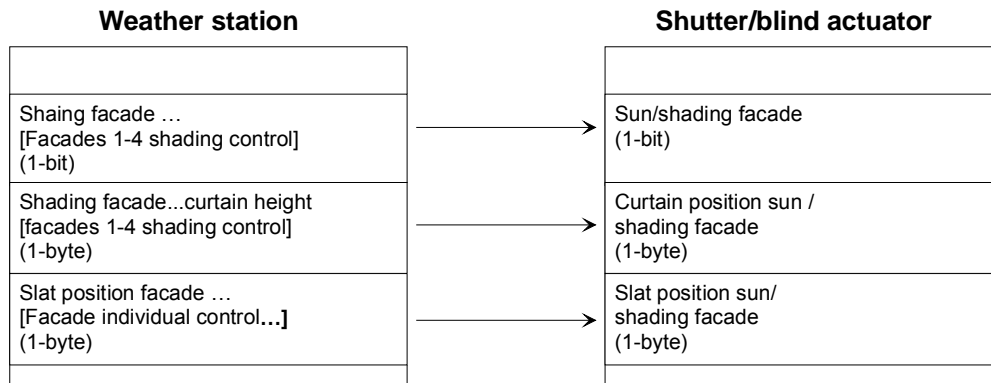 Weather station
Shutter/blind actuator
Shaing facade …
[Facades 1-4 shading control]
(1-bit)
Sun/shading facade
(1-bit)
Shading facade...curtain height
[facades 1-4 shading control]
(1-byte)
Curtain position sun /
shading facade
(1-byte)
Slat position facade …
[Facade individual control...]
(1-byte)
Slat position sun/
shading facade
(1-byte)